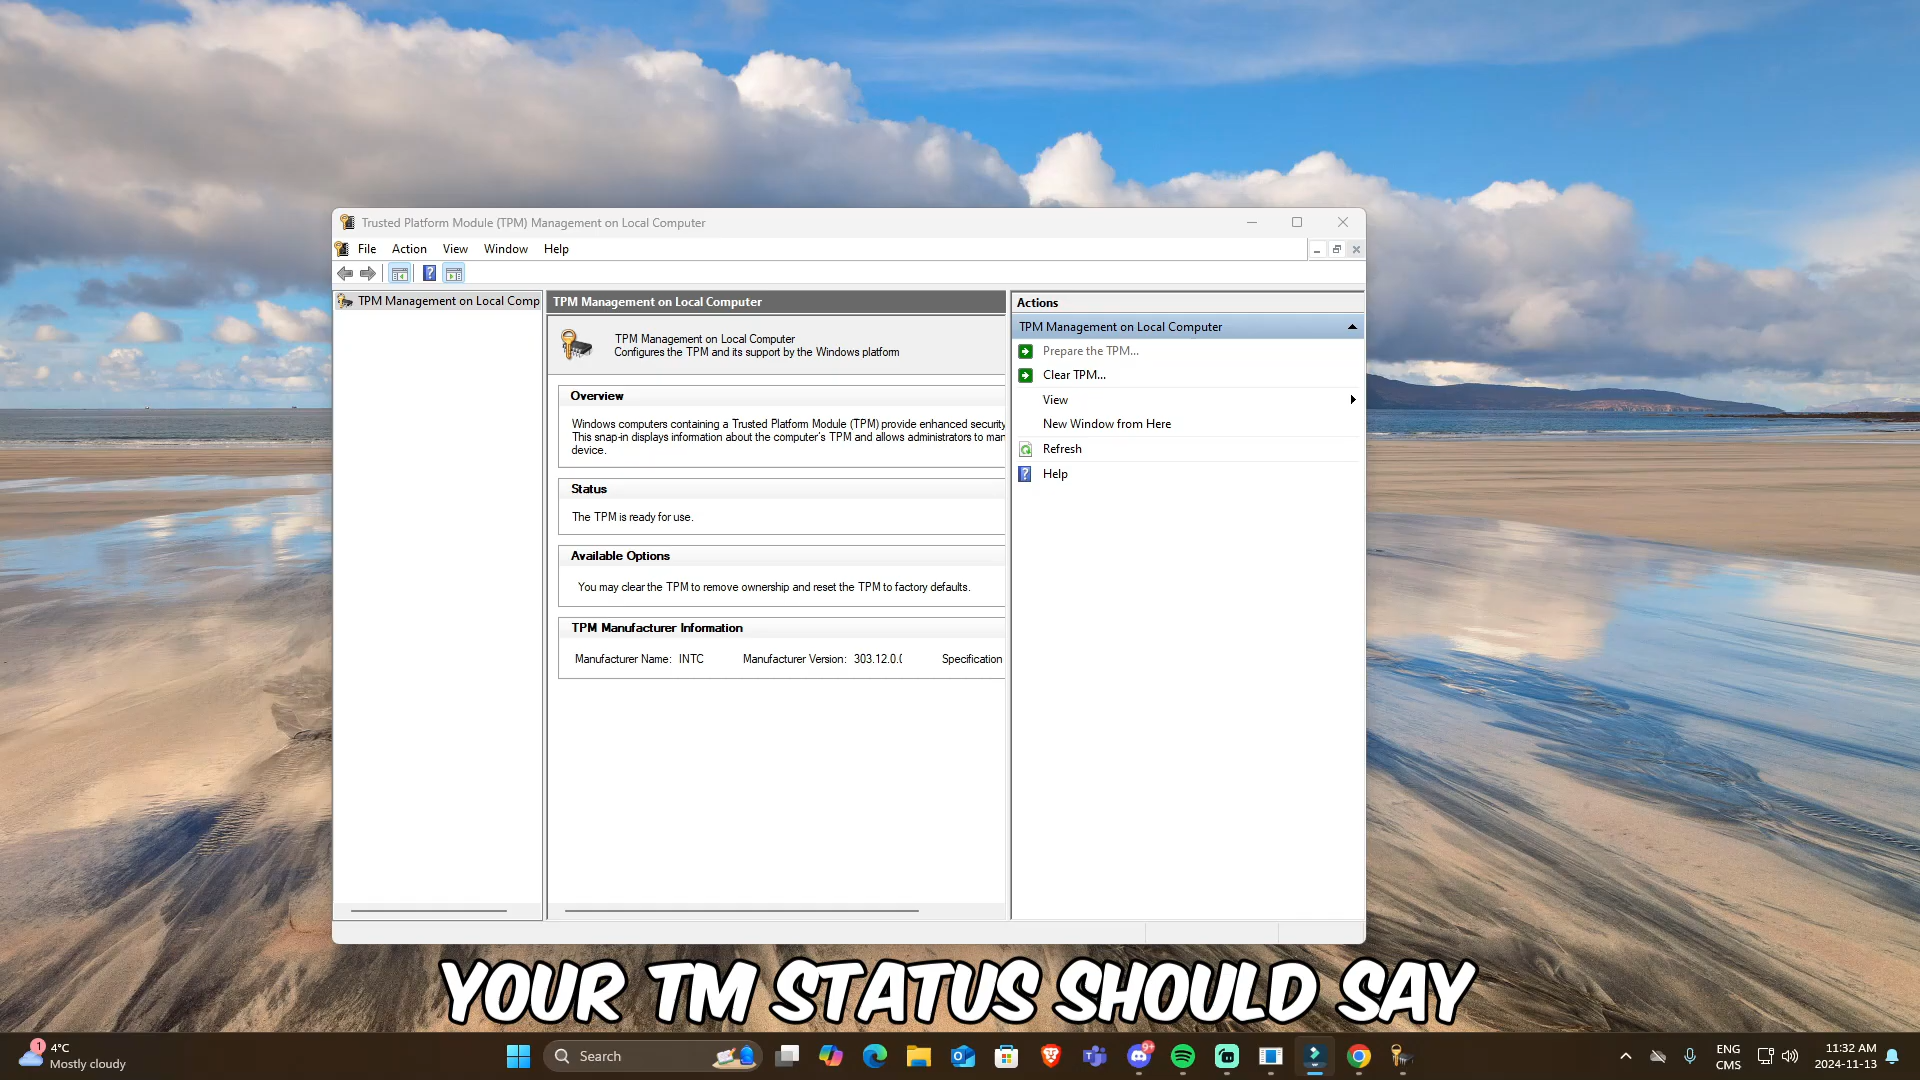 Trusted Platform Module (TPM) Management on Local Computer
File Action View Window Help
TPM Management on Local Comp
TPM Management on Local Computer
TPM Management on Local Computer
Configures the TPM and its support by the Windows platform
Overview
Windows computers containing a Trusted Platform Module (TPM) provide enhanced security
This snap-in displays information about the computer's TPM and allows administrators to man
device.
Status
The TPM is ready for use.
Available Options
You may clear the TPM to remove ownership and reset the TPM to factory defaults.
TPM Manufacturer Information
Manufacturer Name: INTC Manufacturer Version: 303.12.0.0 Specification
Actions
TPM Management on Local Computer
Prepare the TPM...
Clear TPM...
View
New Window from Here
Refresh
Help
YOUR TM STATUS SHOULD SAY
1
4°C
Mostly cloudy
Search
9+
ENG
CMS
11:32 AM
2024-11-13